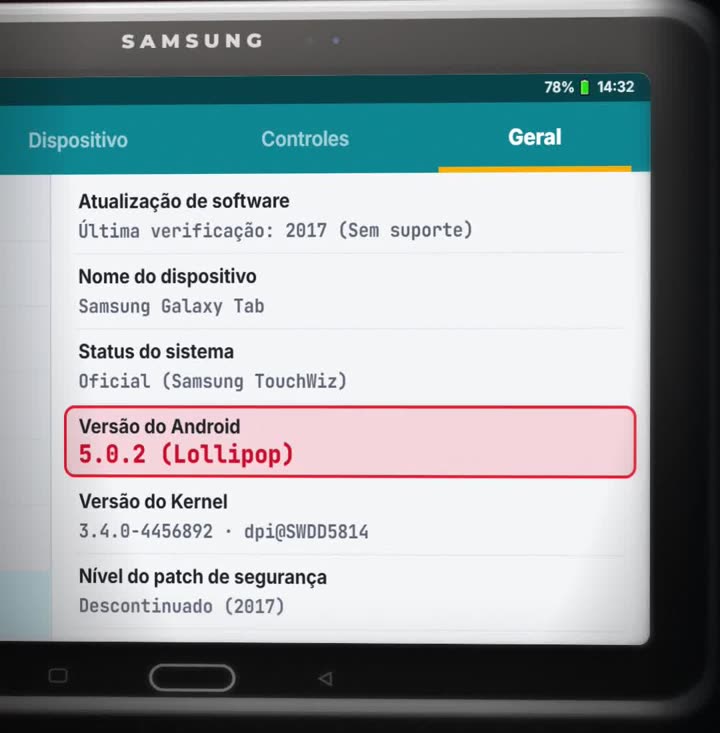 SAMSUNG
78% 14:32
Dispositivo Controles Geral
Atualização de software
Última verificação: 2017 (Sem suporte)
Nome do dispositivo
Samsung Galaxy Tab
Status do sistema
Oficial (Samsung TouchWiz)
Versão do Android
5.0.2 (Lollipop)
Versão do Kernel
3.4.0-4456892 · dpi@SWDD5814
Nível do patch de segurança
Descontinuado (2017)